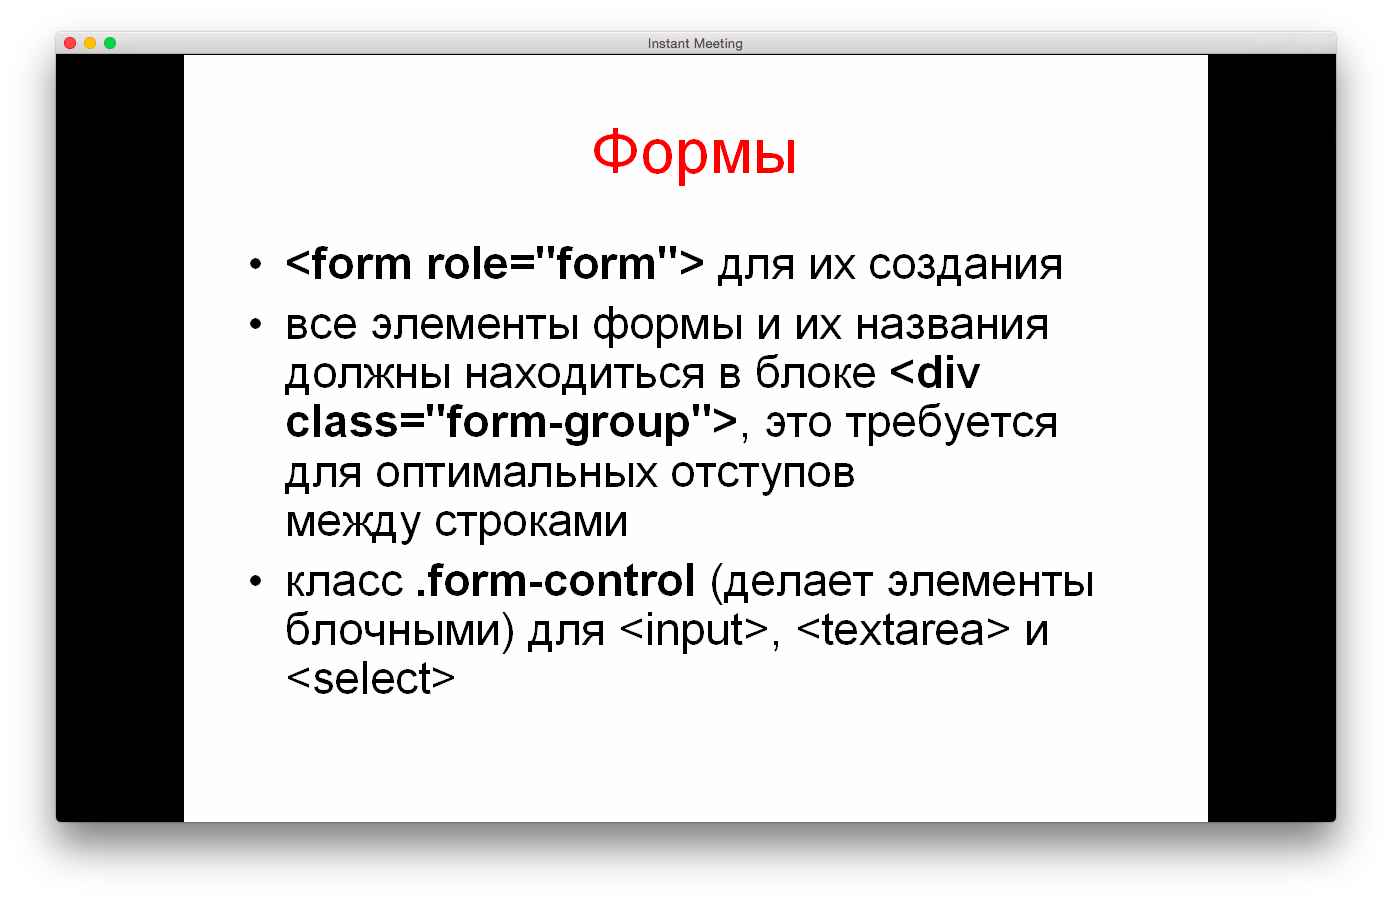 Instant Meeting
Формы
• <form role="form"> для их создания
• все элементы формы и их названия
должны находиться в блоке <div
class="form-group">, это требуется
для оптимальных отступов
между строками
• класс .form-control (делает элементы
блочными) для <input>, <textarea> и
<select>